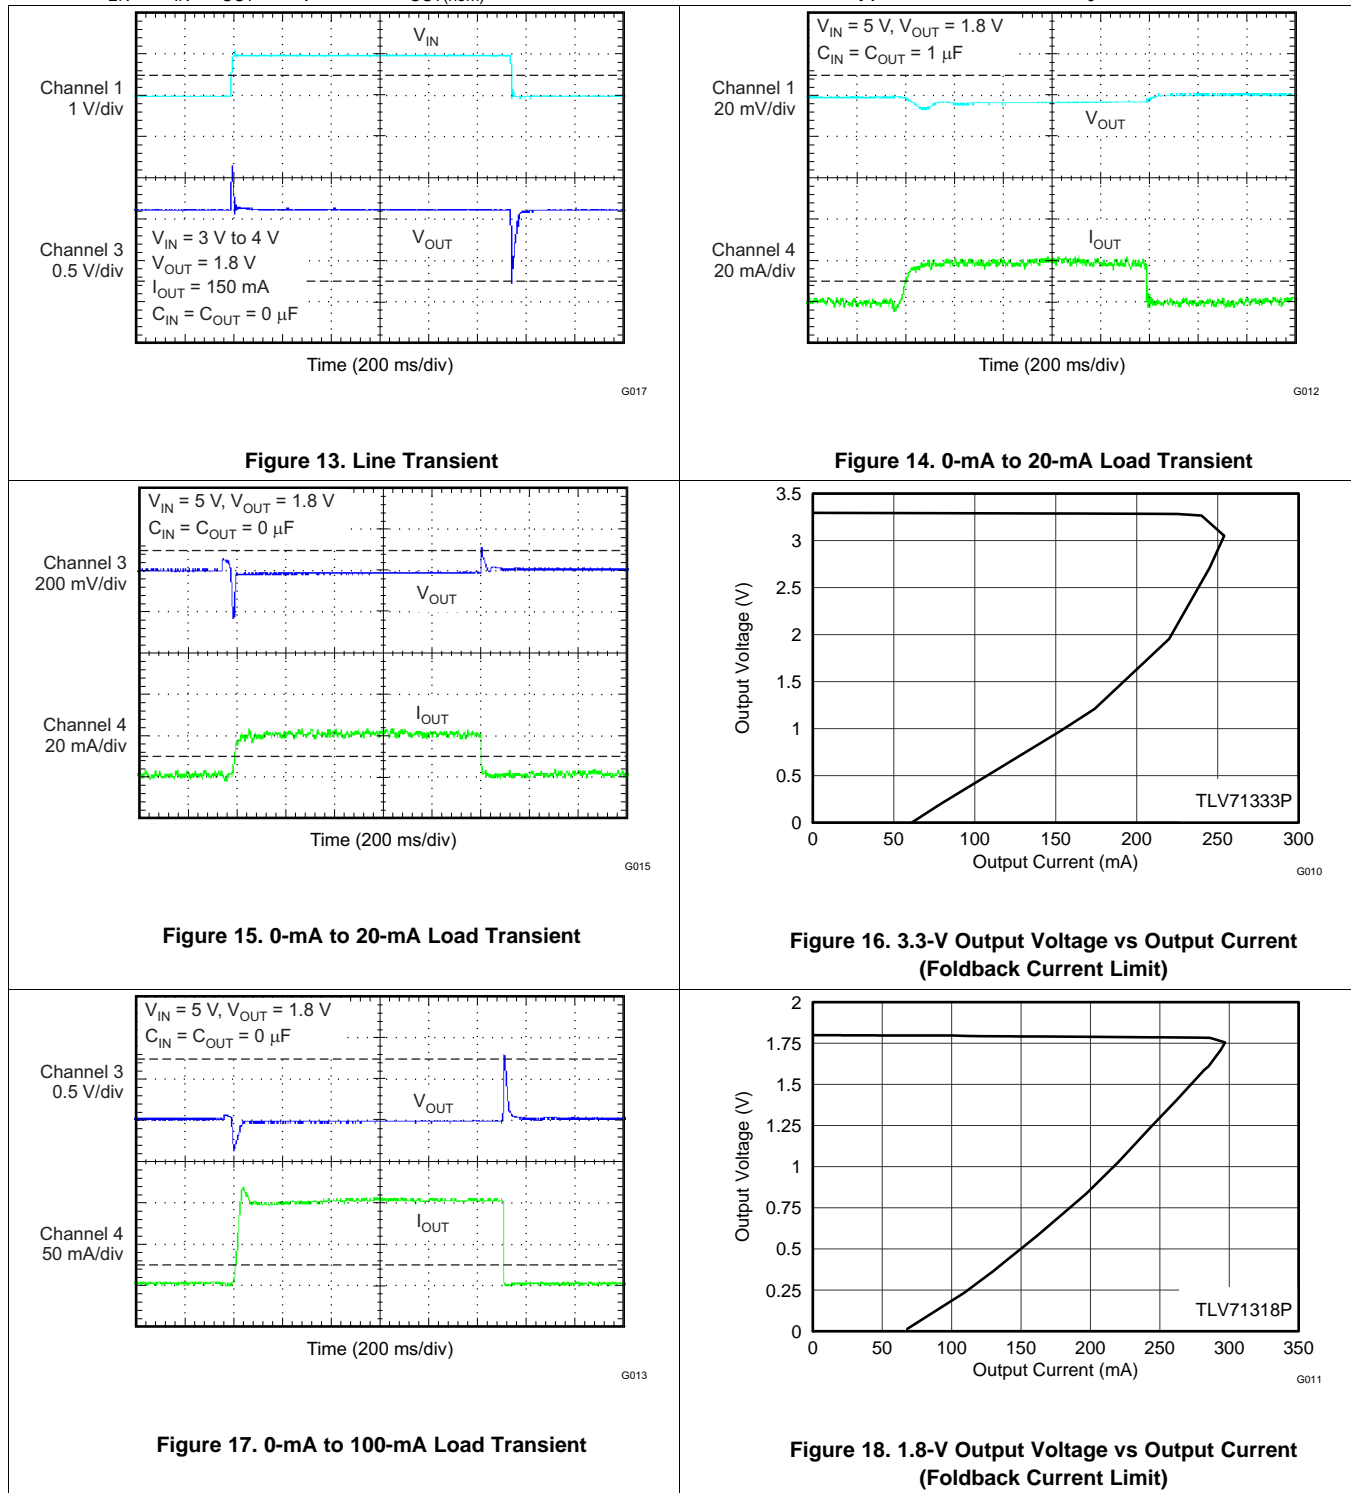 V_IN
Channel 1
1 V/div
V_OUT
Channel 3
0.5 V/div
V_IN = 3 V to 4 V
V_OUT = 1.8 V
I_OUT = 150 mA
C_IN = C_OUT = 0 μF
Time (200 ms/div)
G017
Figure 13. Line Transient
V_IN = 5 V, V_OUT = 1.8 V
C_IN = C_OUT = 1 μF
Channel 1
20 mV/div
V_OUT
I_OUT
Channel 4
20 mA/div
Time (200 ms/div)
G012
Figure 14. 0-mA to 20-mA Load Transient
V_IN = 5 V, V_OUT = 1.8 V
C_IN = C_OUT = 0 μF
Channel 3
200 mV/div
V_OUT
I_OUT
Channel 4
20 mA/div
Time (200 ms/div)
G015
Figure 15. 0-mA to 20-mA Load Transient
3.5
3
2.5
2
1.5
1
0.5
0
Output Voltage (V)
TLV71333P
0 50 100 150 200 250 300
Output Current (mA)
G010
Figure 16. 3.3-V Output Voltage vs Output Current
(Foldback Current Limit)
V_IN = 5 V, V_OUT = 1.8 V
C_IN = C_OUT = 0 μF
Channel 3
0.5 V/div
V_OUT
I_OUT
Channel 4
50 mA/div
Time (200 ms/div)
G013
Figure 17. 0-mA to 100-mA Load Transient
2
1.75
1.5
1.25
1
0.75
0.5
0.25
0
Output Voltage (V)
TLV71318P
0 50 100 150 200 250 300 350
Output Current (mA)
G011
Figure 18. 1.8-V Output Voltage vs Output Current
(Foldback Current Limit)